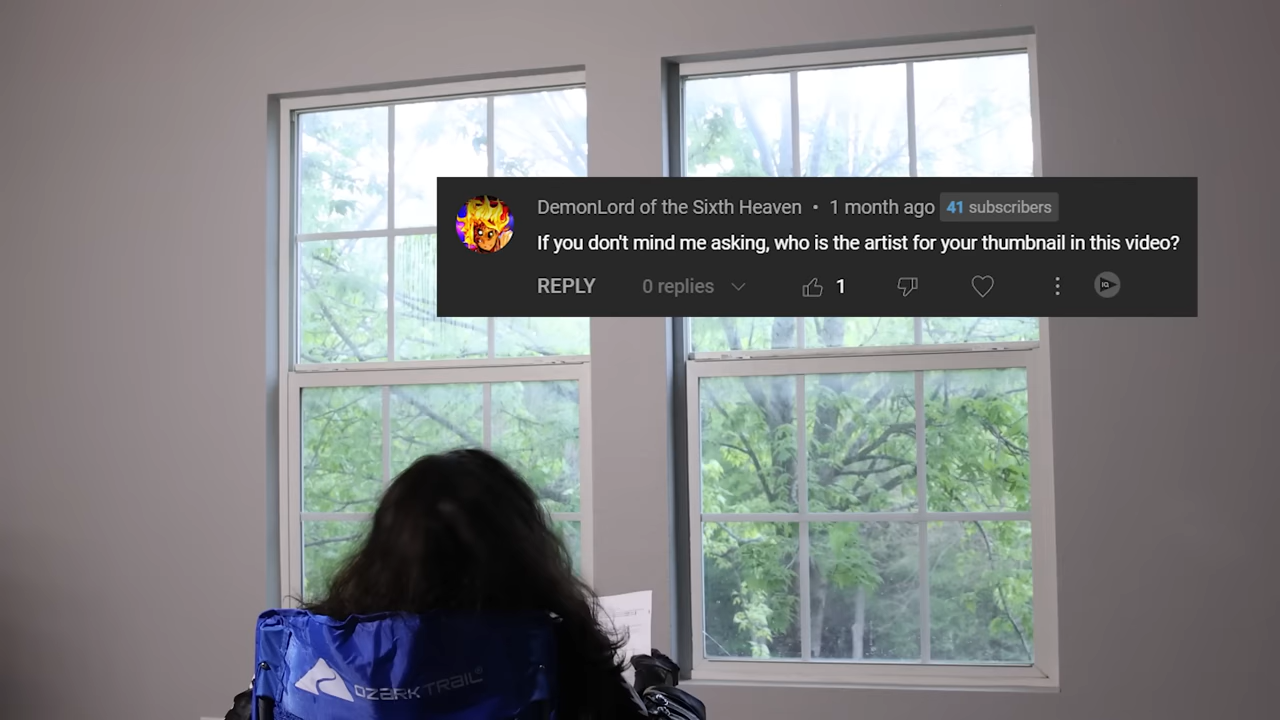 DemonLord of the Sixth Heaven • 1 month ago 41 subscribers
If you don't mind me asking, who is the artist for your thumbnail in this video?
REPLY 0 replies 1
IQ
OZARK TRAIL®